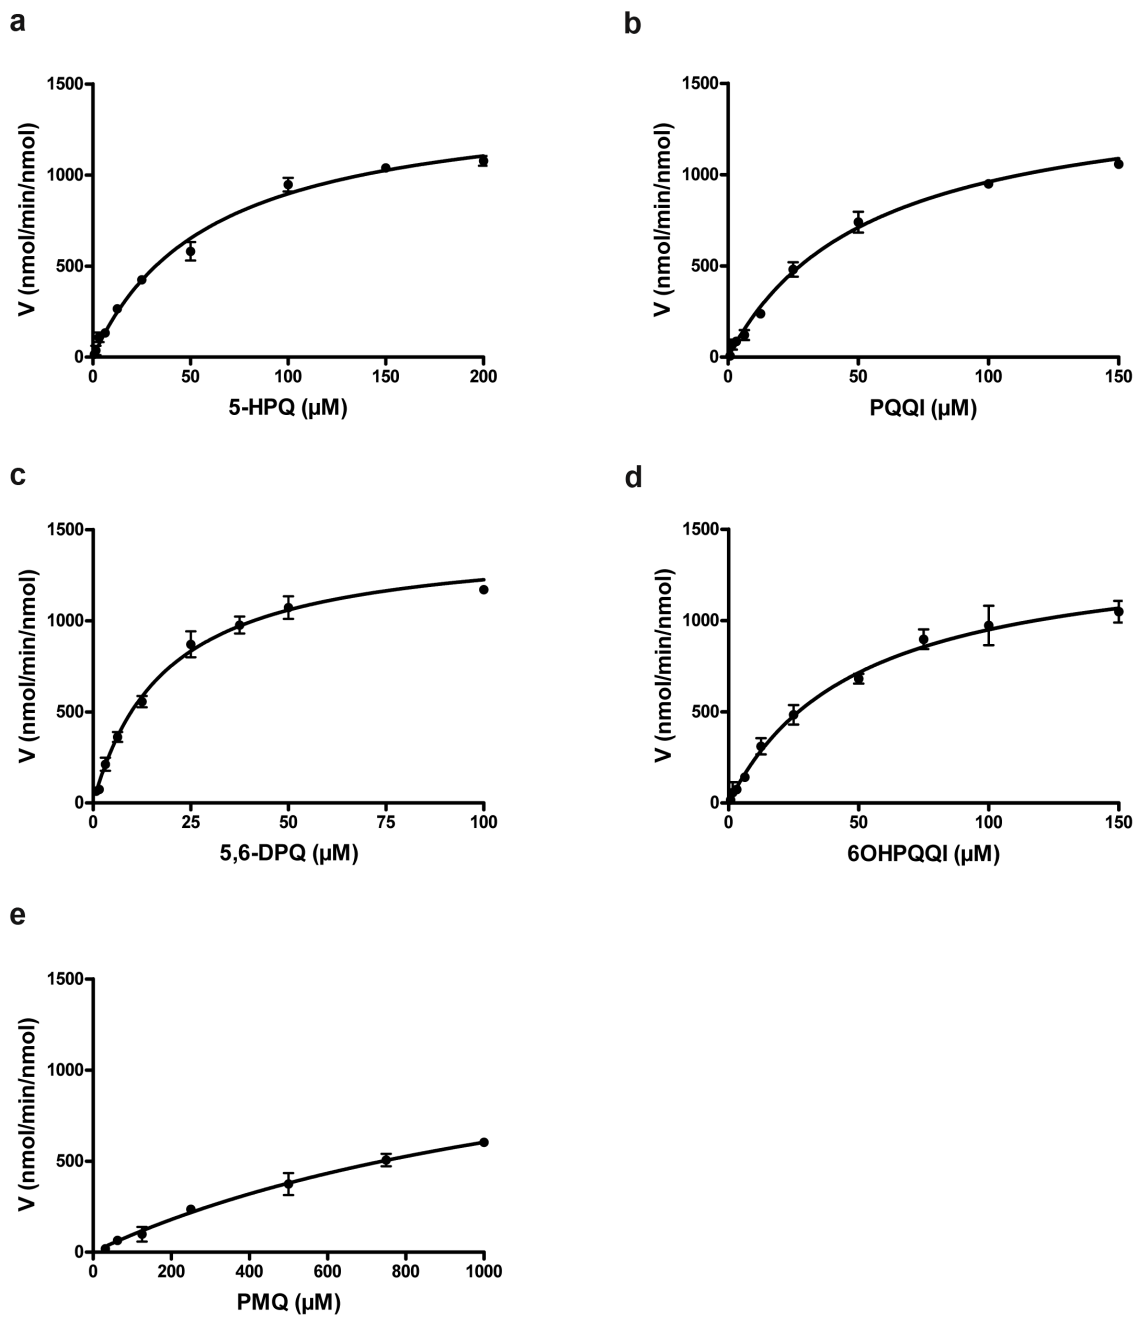 a
1500
1000
500
0
V (nmol/min/nmol)
0 50 100 150 200
5-HPQ (µM)
b
1500
1000
500
0
V (nmol/min/nmol)
0 50 100 150
PQQI (µM)
c
1500
1000
500
0
V (nmol/min/nmol)
0 25 50 75 100
5,6-DPQ (µM)
d
1500
1000
500
0
V (nmol/min/nmol)
0 50 100 150
6OHPQQI (µM)
e
1500
1000
500
0
V (nmol/min/nmol)
0 200 400 600 800 1000
PMQ (µM)